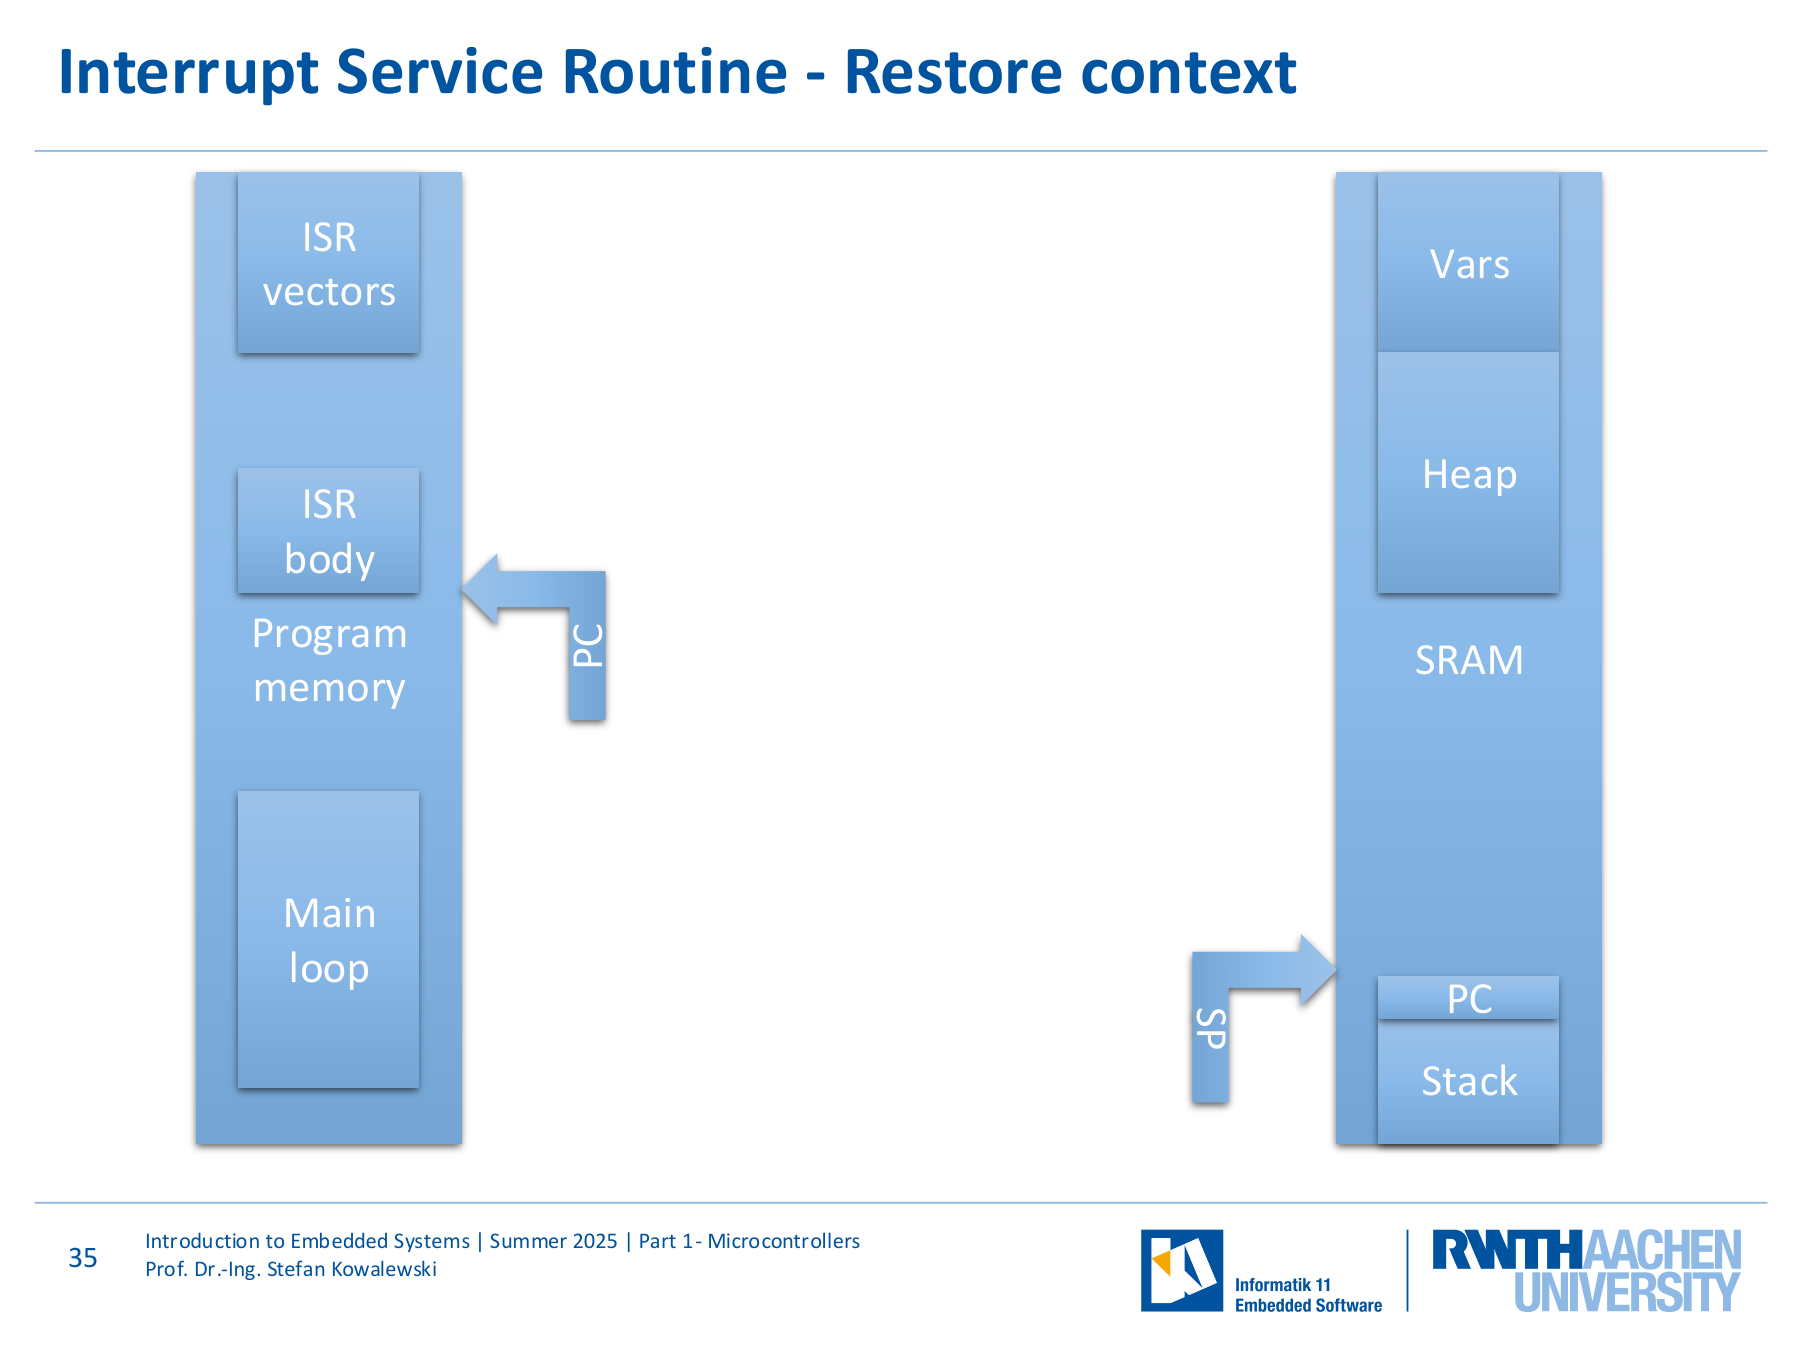 Interrupt Service Routine - Restore context
ISR
vectors
ISR
body
Program
memory
Main
loop
PC
SP
Vars
Heap
SRAM
PC
Stack
35
Introduction to Embedded Systems | Summer 2025 | Part 1- Microcontrollers
Prof. Dr.-Ing. Stefan Kowalewski
Informatik 11
Embedded Software
RWTHAACHEN
UNIVERSITY